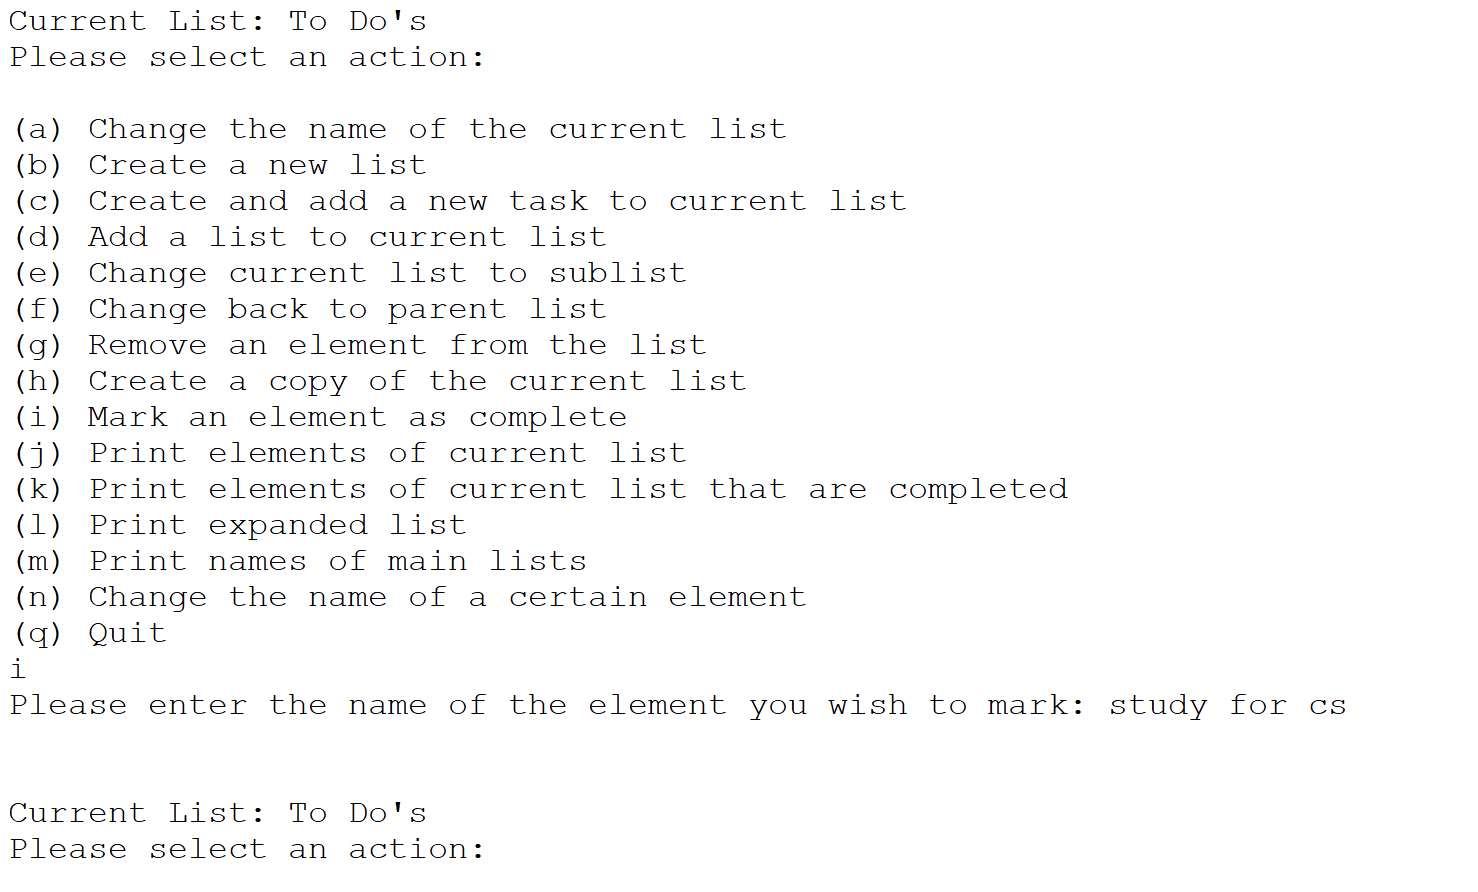 Current List: To Do's
Please select an action:
(a) Change the name of the current list
(b) Create a new list
(c) Create and add a new task to current list
(d) Add a list to current list
(e) Change current list to sublist
(f) Change back to parent list
(g) Remove an element from the list
(h) Create a copy of the current list
(i) Mark an element as complete
(j) Print elements of current list
(k) Print elements of current list that are completed
(l) Print expanded list
(m) Print names of main lists
(n) Change the name of a certain element
(q) Quit
i
Please enter the name of the element you wish to mark: study for cs
Current List: To Do's
Please select an action: